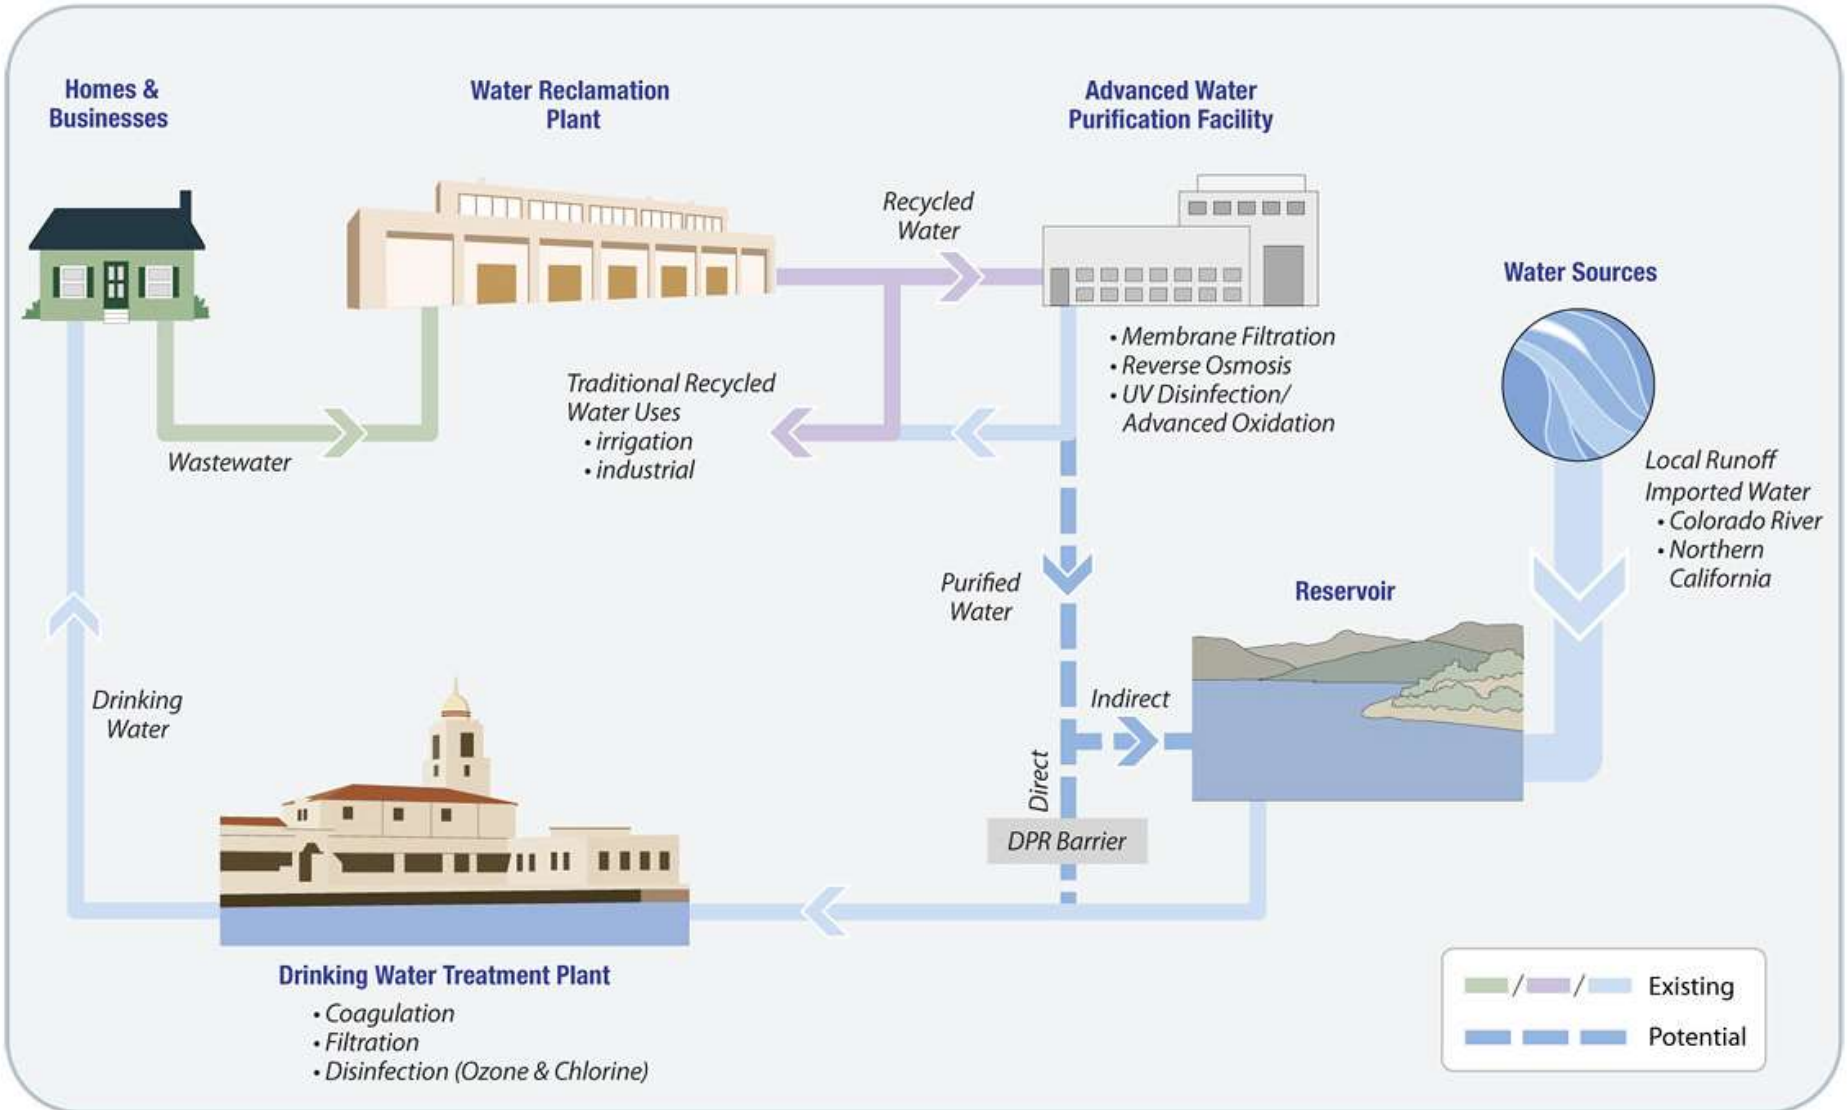 Homes &
Businesses
Water Reclamation
Plant
Advanced Water
Purification Facility
Recycled
Water
Water Sources
• Membrane Filtration
• Reverse Osmosis
• UV Disinfection/
Advanced Oxidation
Traditional Recycled
Water Uses
• irrigation
• industrial
Wastewater
Local Runoff
Imported Water
• Colorado River
• Northern
California
Purified
Water
Reservoir
Drinking
Water
Indirect
Direct
DPR Barrier
Drinking Water Treatment Plant
• Coagulation
• Filtration
• Disinfection (Ozone & Chlorine)
/ / Existing
Potential